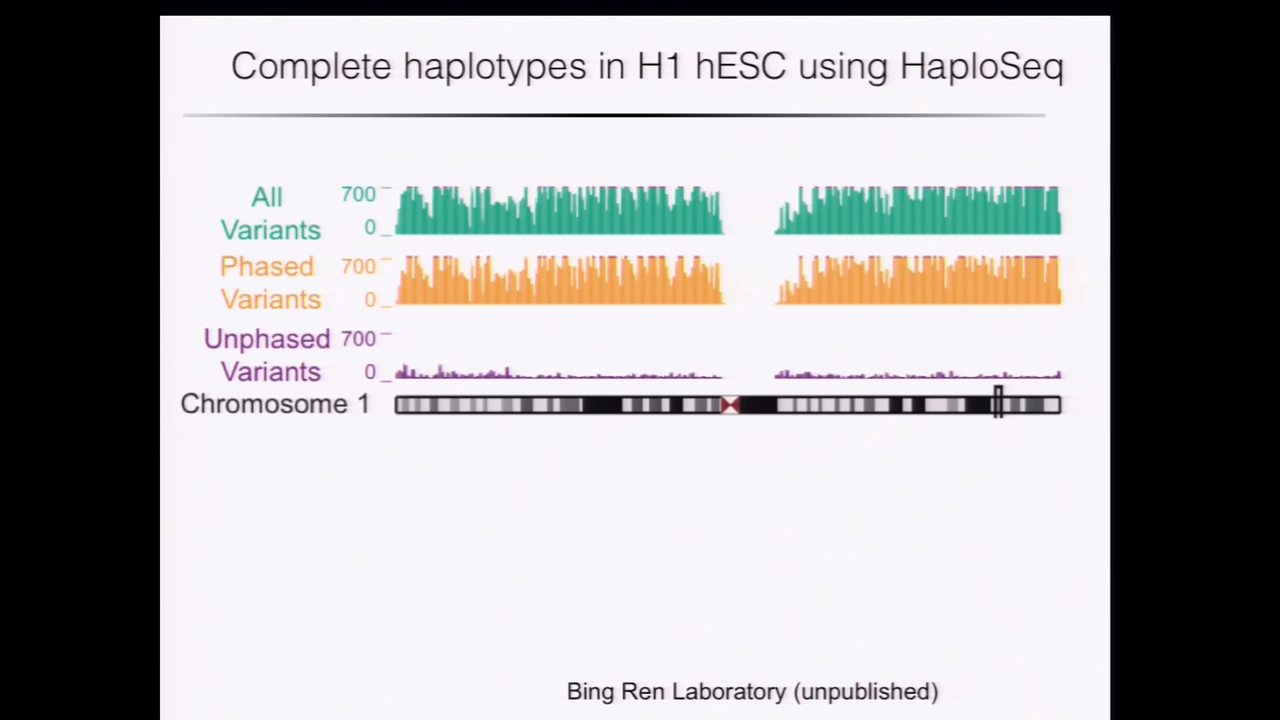 Complete haplotypes in H1 hESC using HaploSeq
All
Variants
700
0
Phased
Variants
700
0
Unphased
Variants
700
0
Chromosome 1
Bing Ren Laboratory (unpublished)